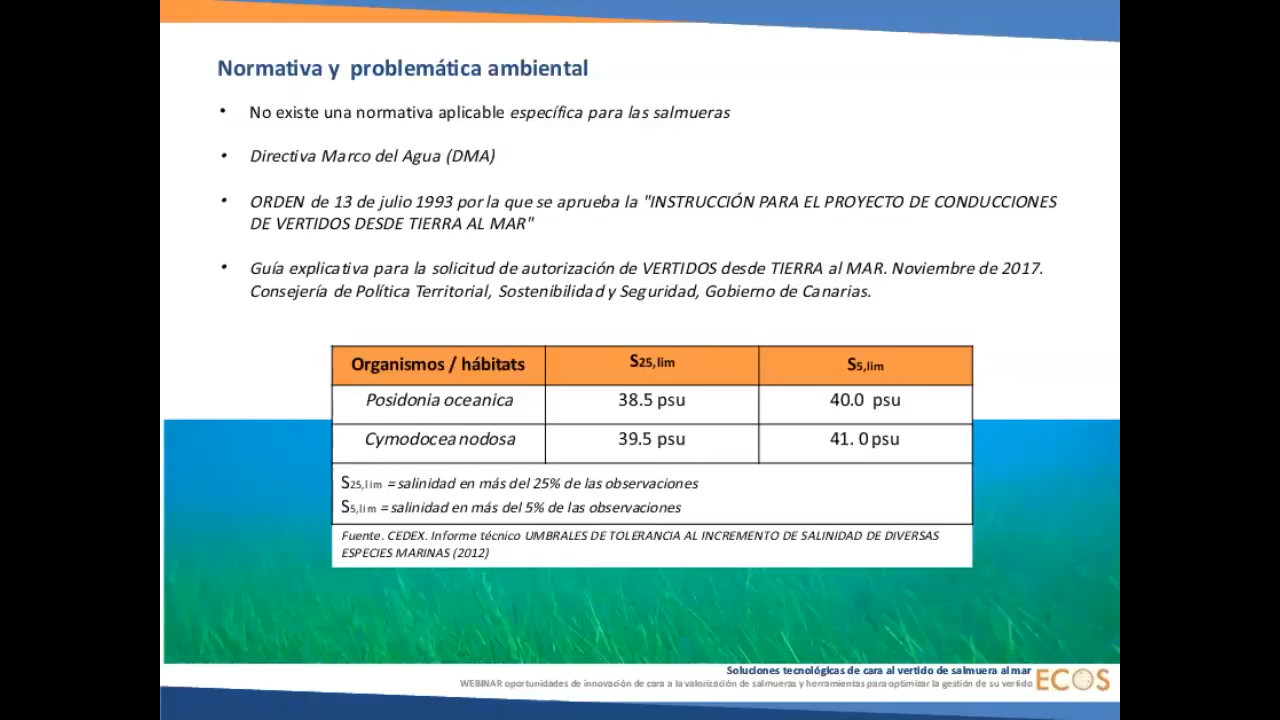 Normativa y problemática ambiental
• No existe una normativa aplicable específica para las salmueras
• Directiva Marco del Agua (DMA)
• ORDEN de 13 de julio 1993 por la que se aprueba la "INSTRUCCIÓN PARA EL PROYECTO DE CONDUCCIONES
DE VERTIDOS DESDE TIERRA AL MAR"
• Guía explicativa para la solicitud de autorización de VERTIDOS desde TIERRA al MAR. Noviembre de 2017.
Consejería de Política Territorial, Sostenibilidad y Seguridad, Gobierno de Canarias.
Organismos / hábitats S25,lim S5,lim
Posidonia oceanica 38.5 psu 40.0 psu
Cymodocea nodosa 39.5 psu 41. 0 psu
S25,lim = salinidad en más del 25% de las observaciones
S5,lim = salinidad en más del 5% de las observaciones
Fuente. CEDEX. Informe técnico UMBRALES DE TOLERANCIA AL INCREMENTO DE SALINIDAD DE DIVERSAS
ESPECIES MARINAS (2012)
Soluciones tecnológicas de cara al vertido de salmuera al mar
WEBINAR oportunidades de innovación de cara a la valorización de salmueras y herramientas para optimizar la gestión de su vertido
ECOS